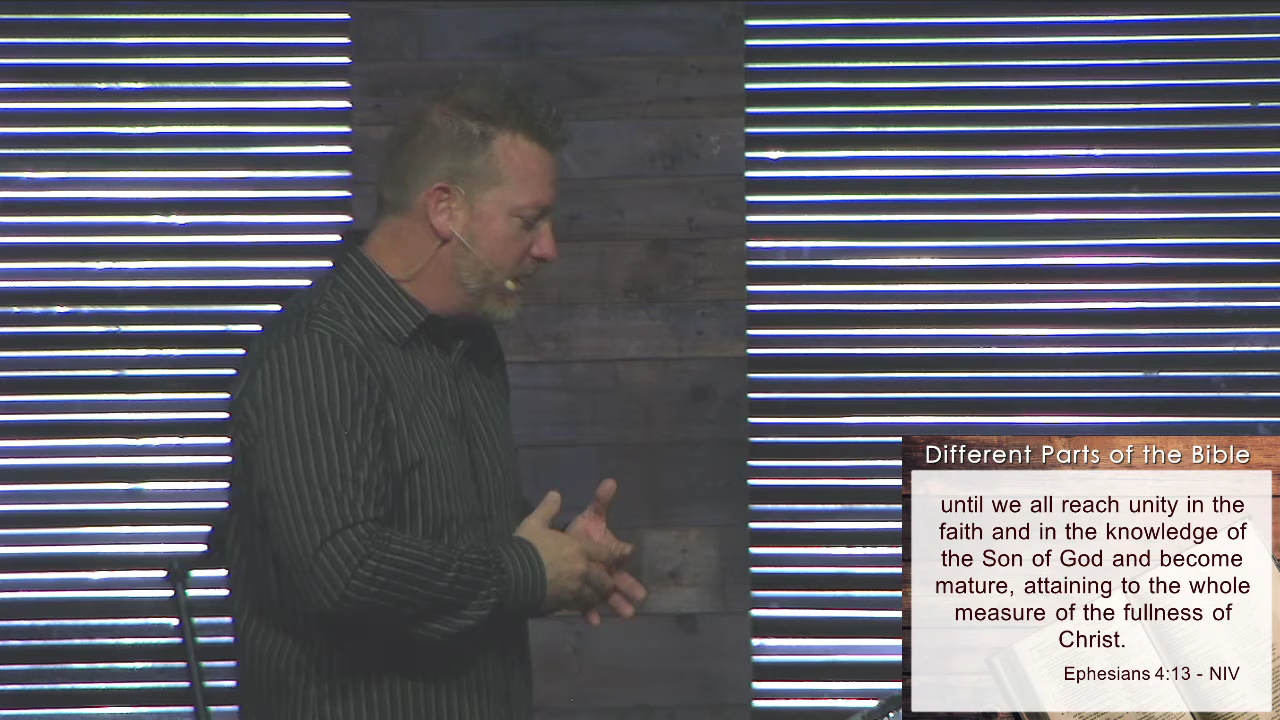 Different Parts of the Bible
until we all reach unity in the
faith and in the knowledge of
the Son of God and become
mature, attaining to the whole
measure of the fullness of
Christ.
Ephesians 4:13 - NIV